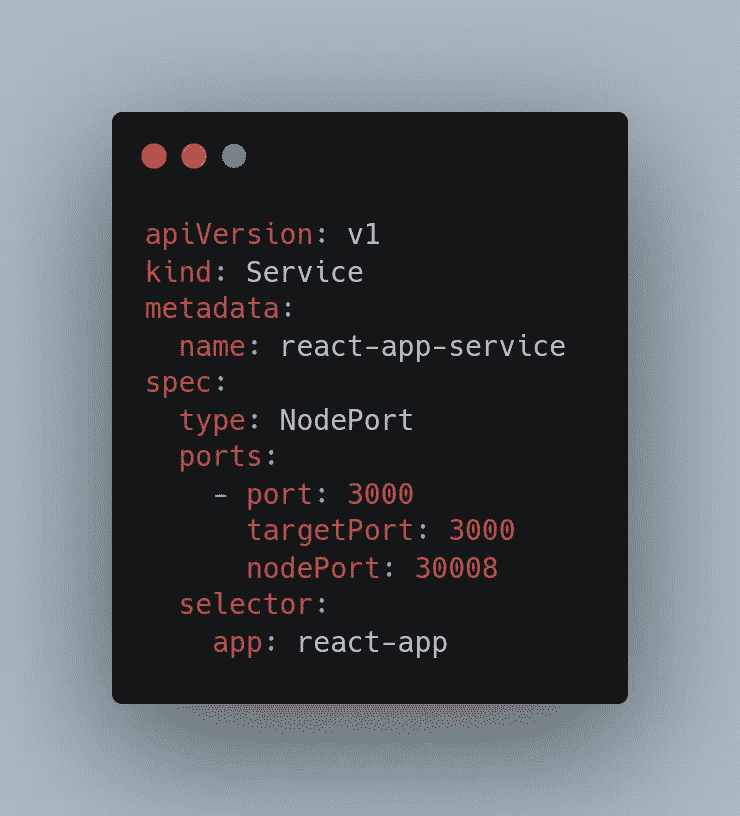 apiVersion: v1
kind: Service
metadata:
  name: react-app-service
spec:
  type: NodePort
  ports:
    - port: 3000
      targetPort: 3000
      nodePort: 30008
  selector:
    app: react-app